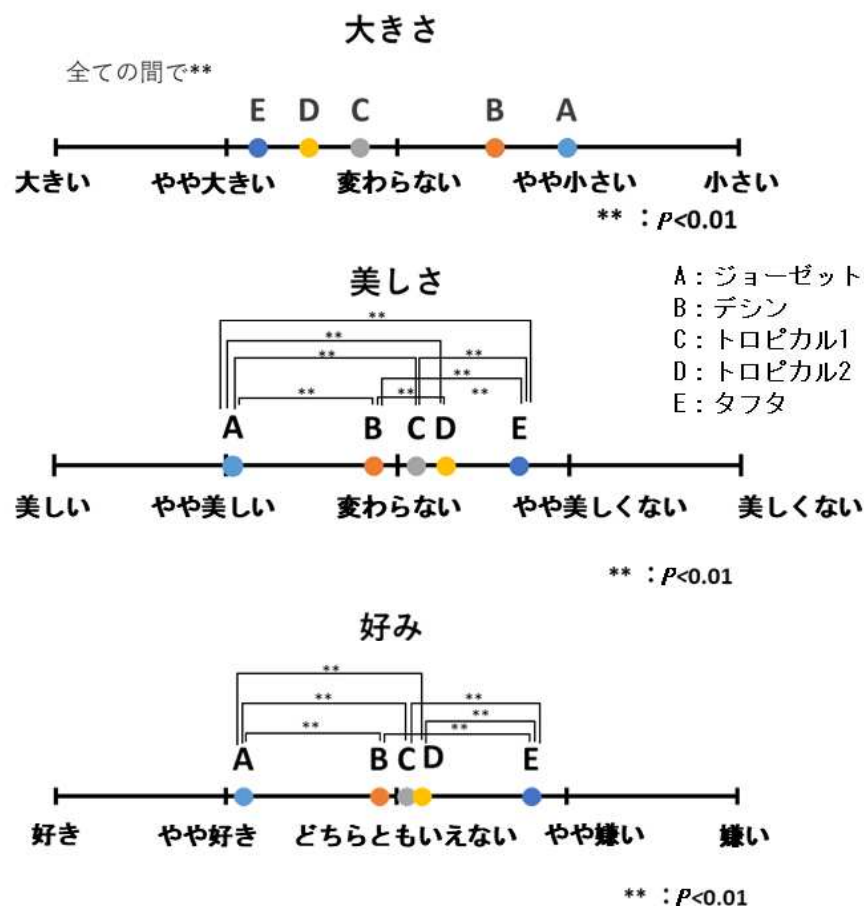 大きさ
全ての間で**
E D C B A
大きい やや大きい 変わらない やや小さい 小さい
** ：P<0.01
美しさ
A：ジョーゼット
B：デシン
C：トロピカル1
D：トロピカル2
E：タフタ
**
**
** **
**
** ** **
A B C D E
美しい やや美しい 変わらない やや美しくない 美しくない
** ：P<0.01
好み
**
** **
**
** **
A B C D E
好き やや好き どちらともいえない やや嫌い 嫌い
** ：P<0.01